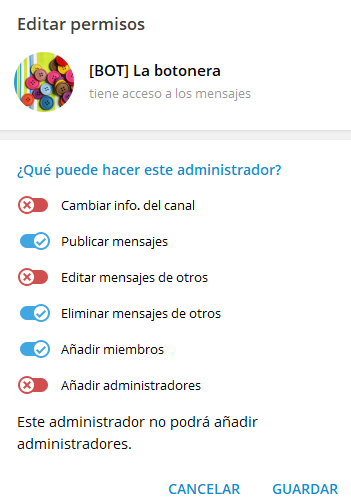 Editar permisos
[BOT] La botonera
tiene acceso a los mensajes
¿Qué puede hacer este administrador?
Cambiar info. del canal
Publicar mensajes
Editar mensajes de otros
Eliminar mensajes de otros
Añadir miembros
Añadir administradores
Este administrador no podrá añadir
administradores.
CANCELAR GUARDAR